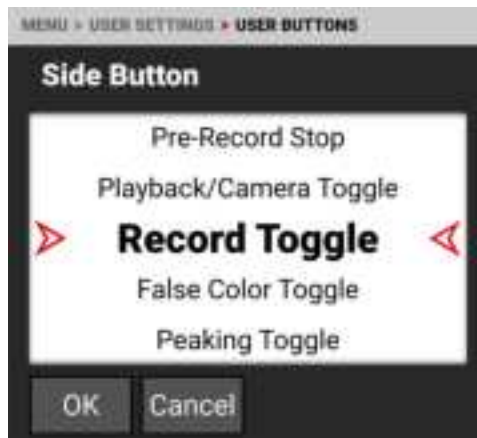 MENU ▸ USER SETTINGS ▸ USER BUTTONS
Side Button
Pre-Record Stop
Playback/Camera Toggle
Record Toggle
False Color Toggle
Peaking Toggle
OK Cancel